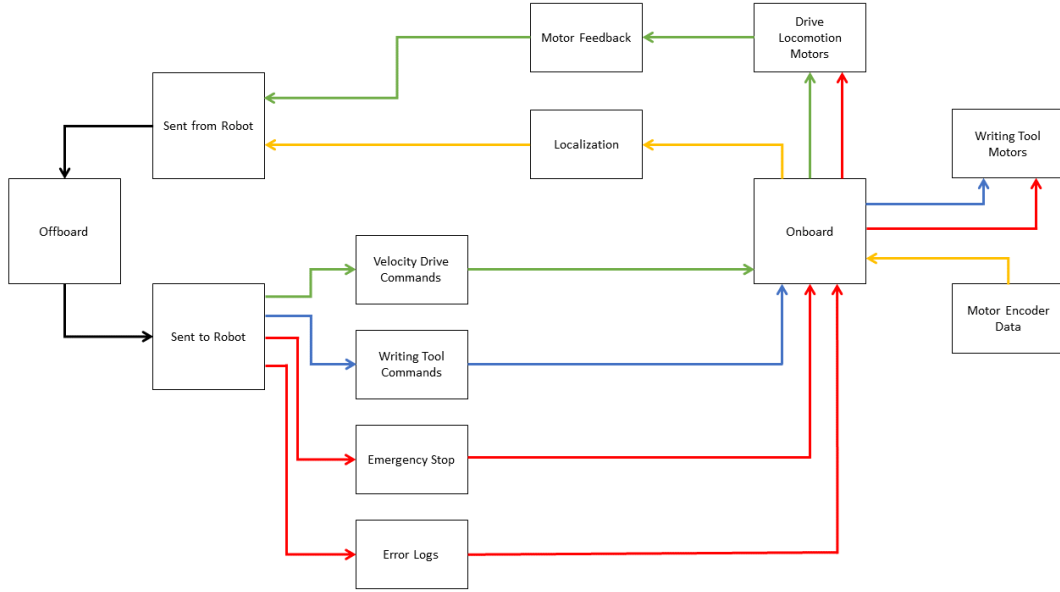 Motor Feedback
Drive
Locomotion
Motors
Sent from Robot
Localization
Writing Tool
Motors
Offboard
Onboard
Velocity Drive
Commands
Motor Encoder
Data
Sent to Robot
Writing Tool
Commands
Emergency Stop
Error Logs